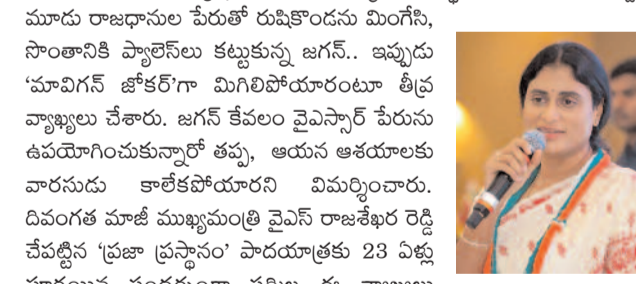 మూడు రాజధానుల పేరుతో రుషికొండను మింగేసి,
సొంతానికి ప్యాలెస్‌లు కట్టుకున్న జగన్.. ఇప్పుడు
‘మావిగన్ జోకర్’గా మిగిలిపోయారంటూ తీవ్ర
వ్యాఖ్యలు చేశారు. జగన్ కేవలం వైఎస్సార్ పేరును
ఉపయోగించుకున్నారో తప్ప, ఆయన ఆశయాలకు
వారసుడు కాలేకపోయారని విమర్శించారు.
దివంగత మాజీ ముఖ్యమంత్రి వైఎస్ రాజశేఖర రెడ్డి
చేపట్టిన ‘ప్రజా ప్రస్థానం’ పాదయాత్రకు 23 ఏళ్లు